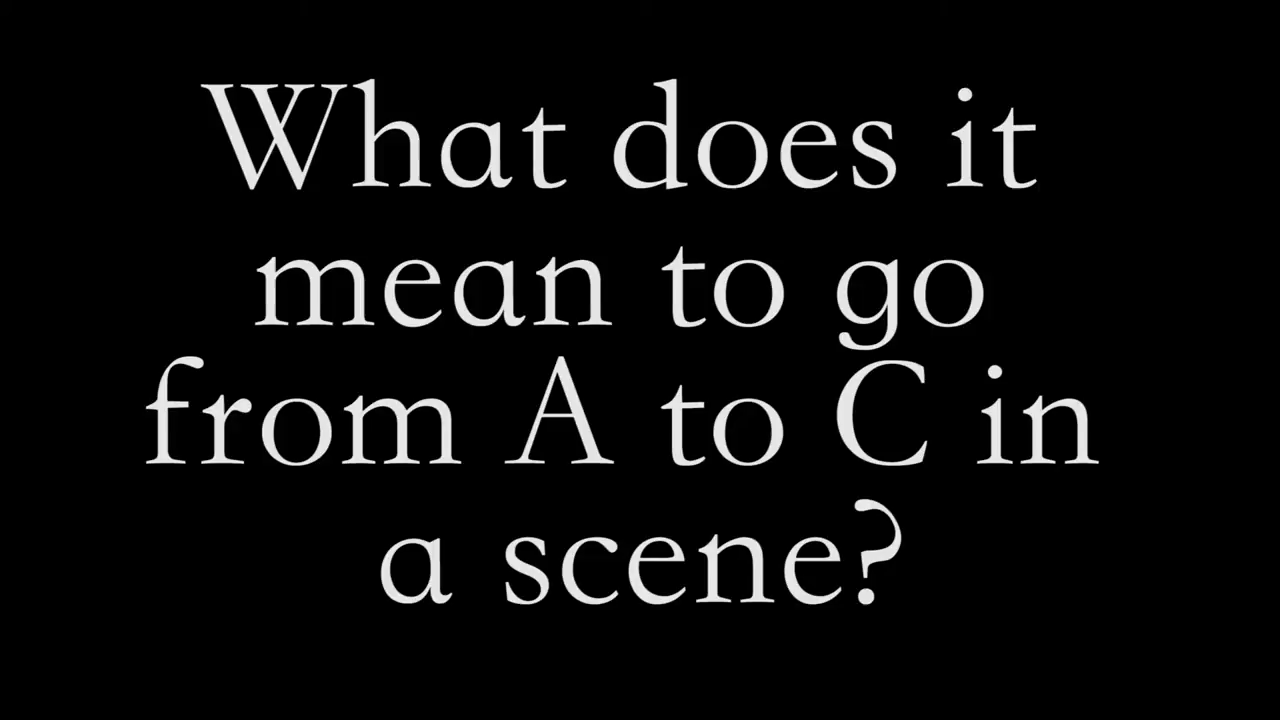 What does it
mean to go
from A to C in
a scene?